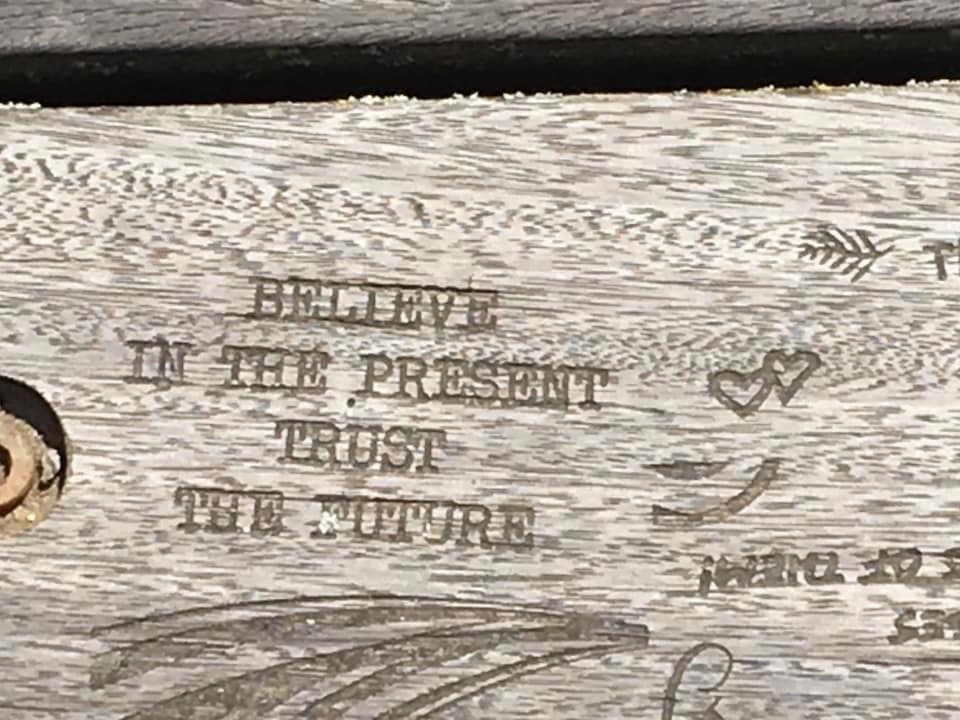 BELIEVE
IN THE PRESENT
TRUST
THE FUTURE